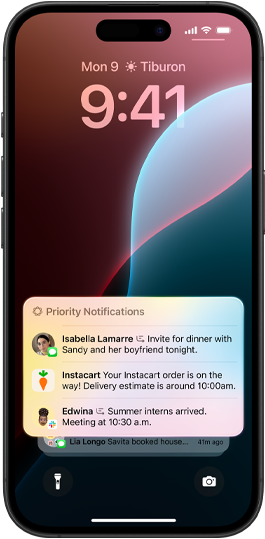 Mon 9 Tiburon
9:41
Priority Notifications
Isabella Lamarre Invite for dinner with
Sandy and her boyfriend tonight.
Instacart Your Instacart order is on the
way! Delivery estimate is around 10:00am.
Edwina Summer interns arrived.
Meeting at 10:30 a.m.
Lia Longo Savita booked house... 41m ago